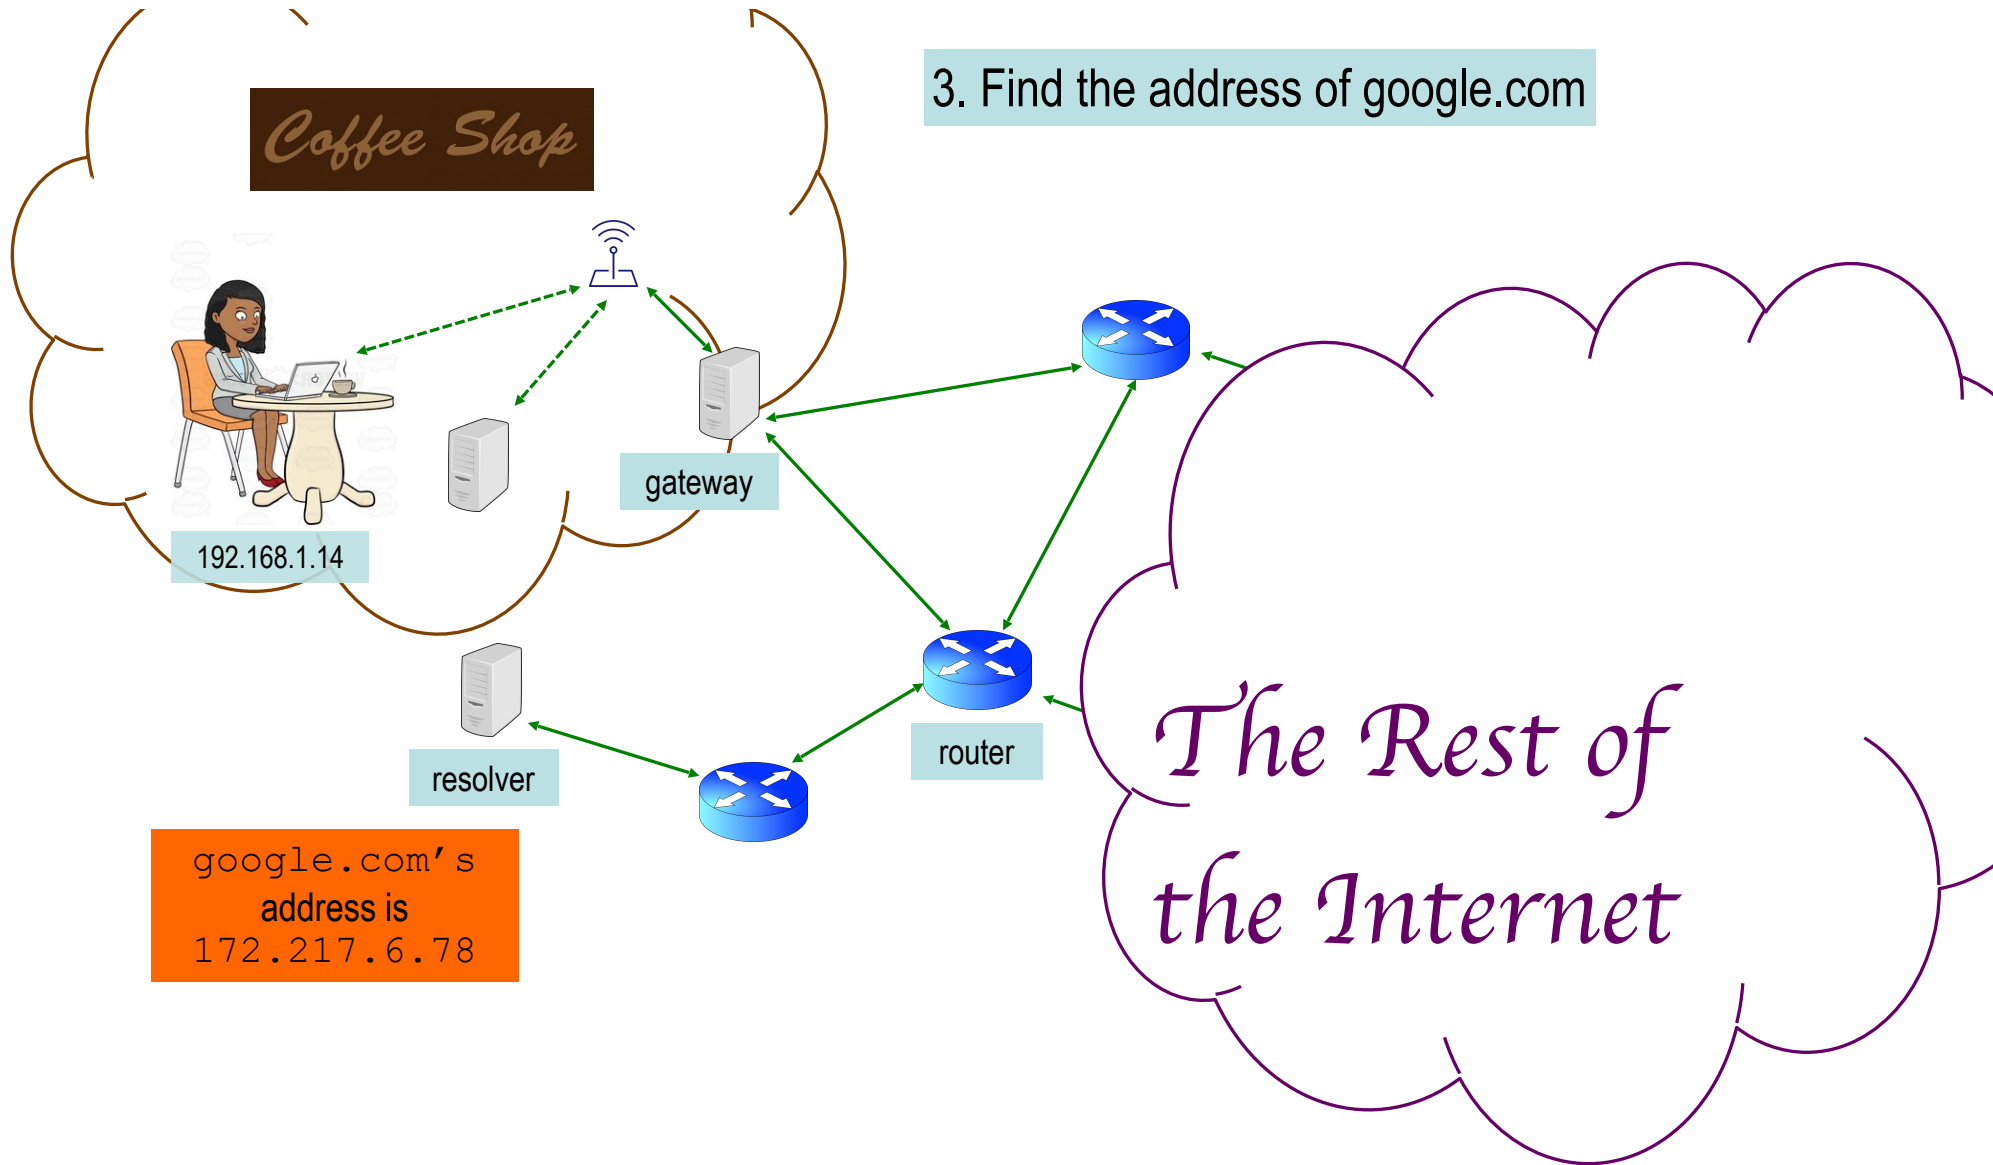 3. Find the address of google.com
Coffee Shop
gateway
192.168.1.14
router
resolver
The Rest of
the Internet
google.com’s
address is
172.217.6.78